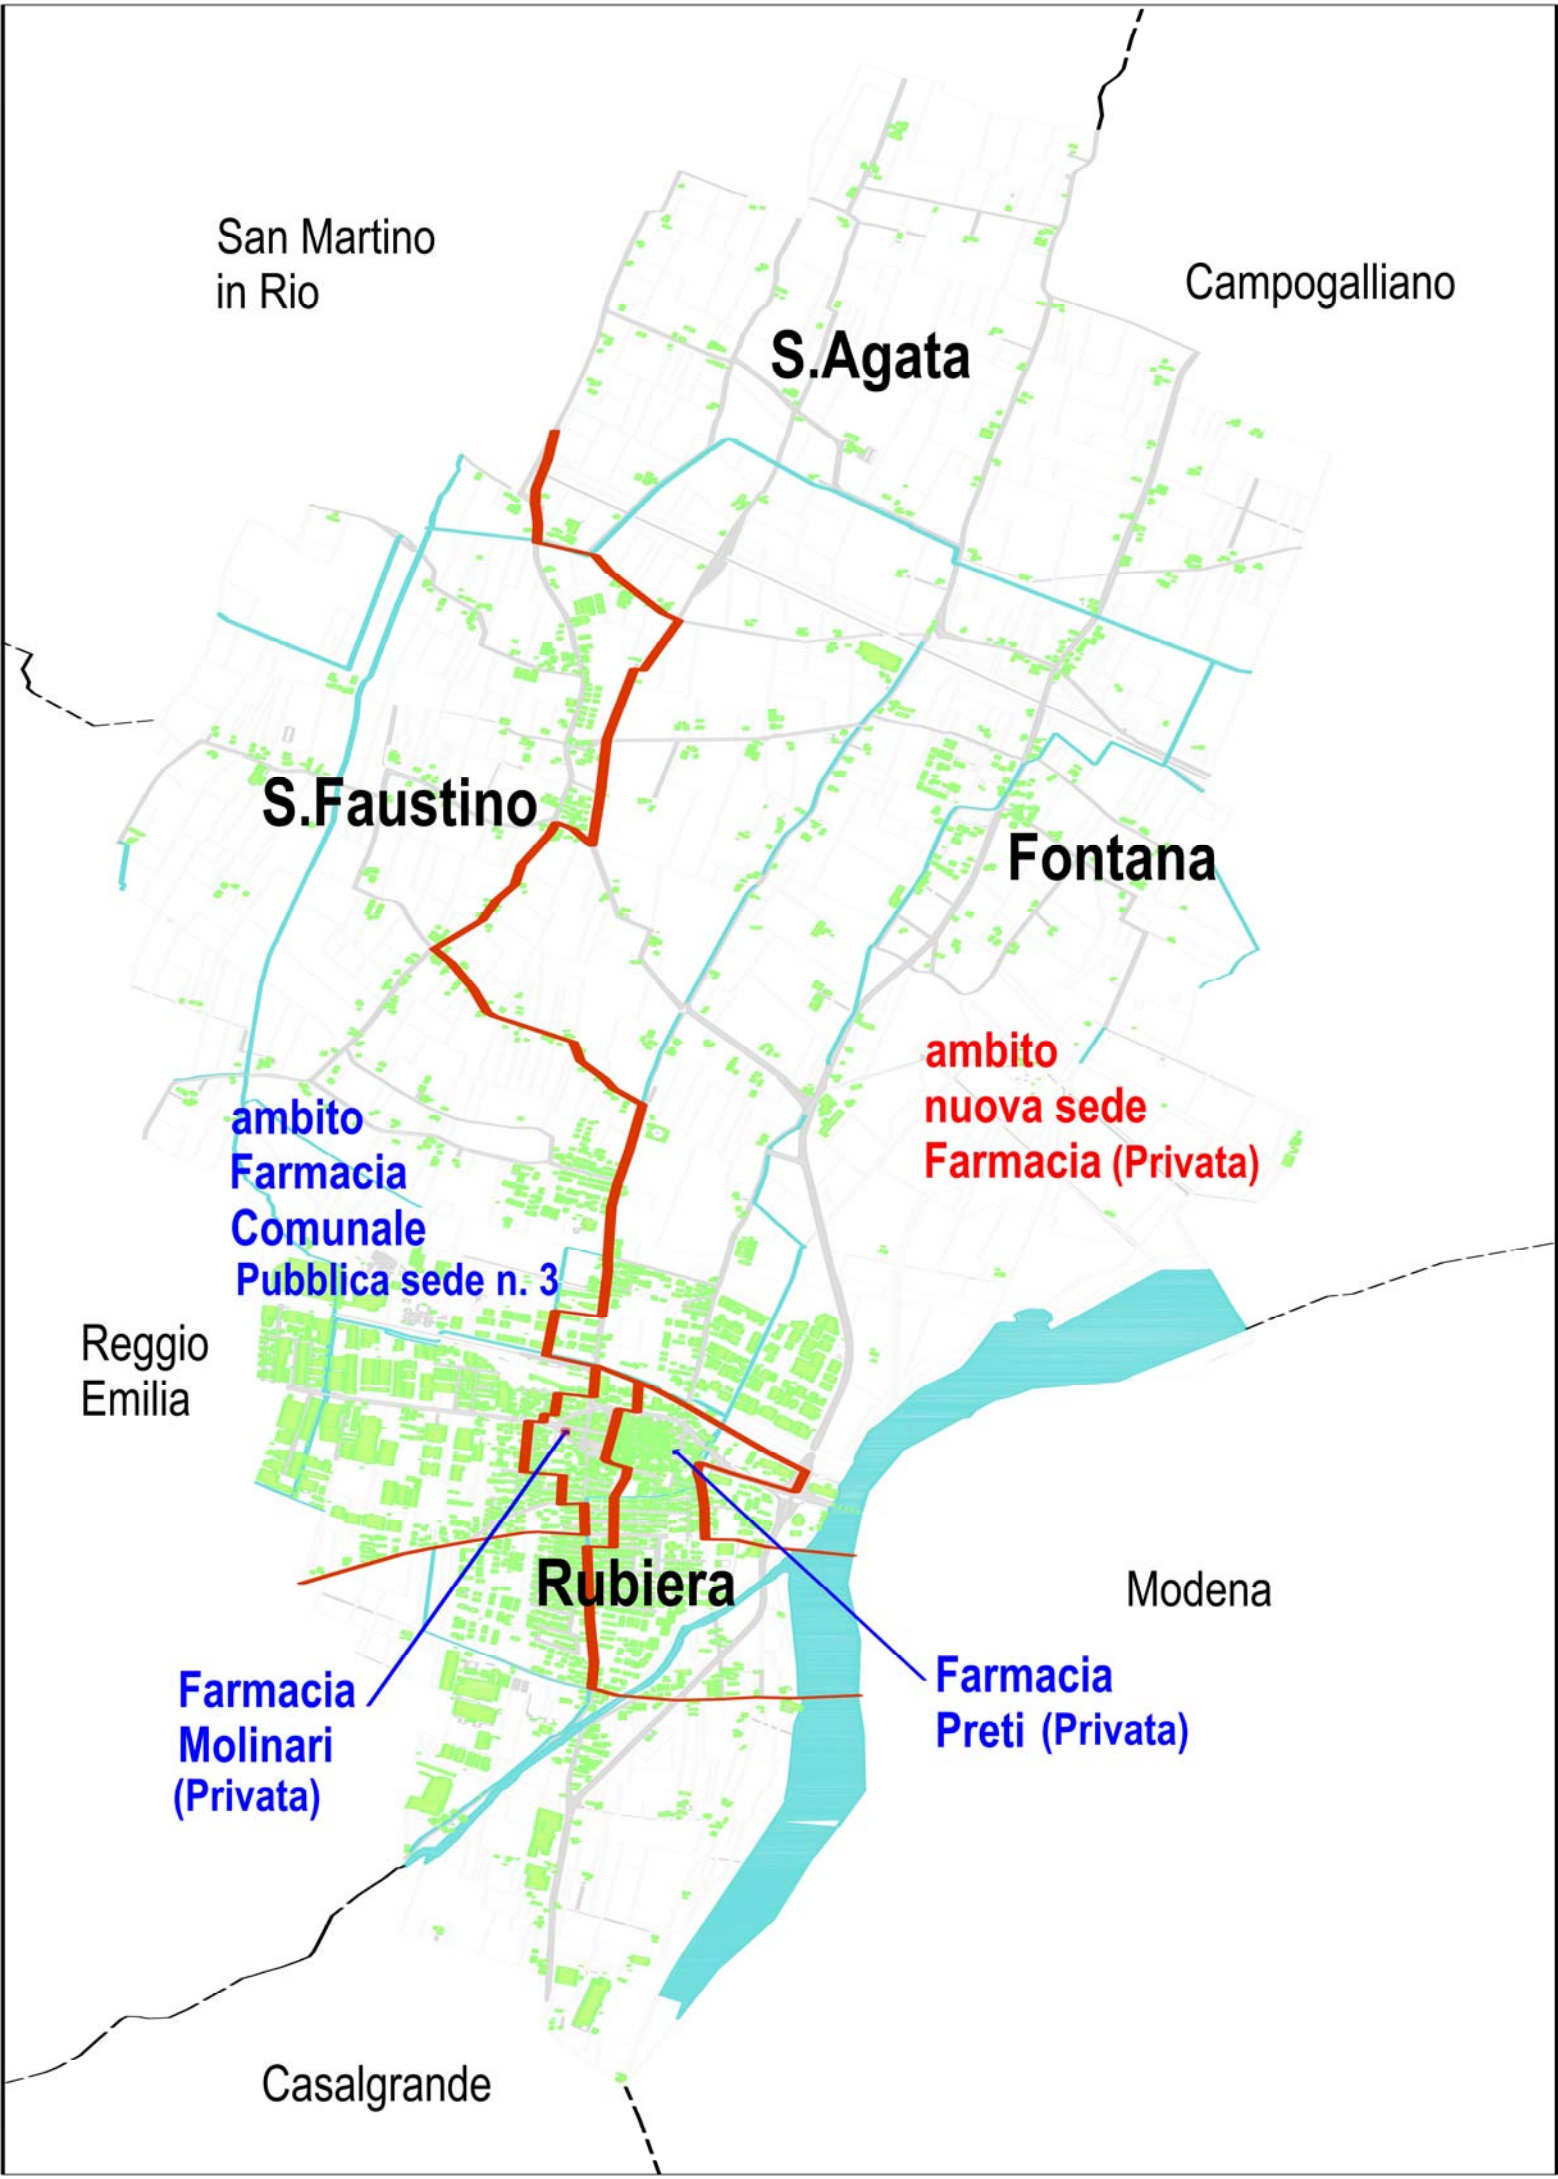 San Martino
in Rio
Campogalliano
S.Agata
S.Faustino
Fontana
ambito
nuova sede
Farmacia (Privata)
ambito
Farmacia
Comunale
Pubblica sede n. 3
Reggio
Emilia
Rubiera
Modena
Farmacia
Molinari
(Privata)
Farmacia
Preti (Privata)
Casalgrande